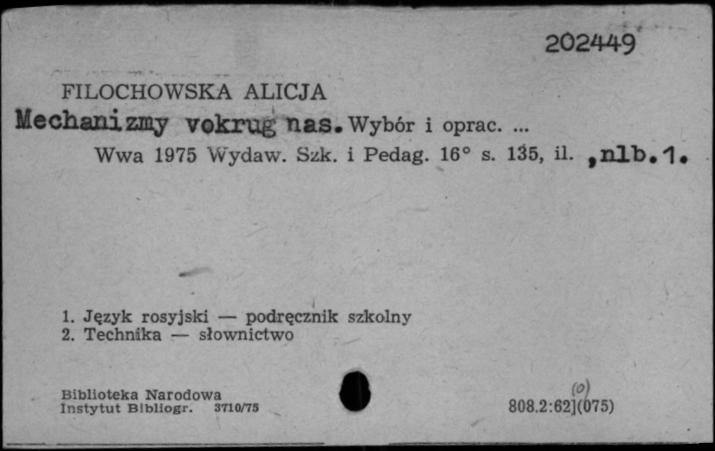 202449
FILOCHOWSKA ALICJA
Mechanizmy vokrug nas. Wybór i oprac. ...
Wwa 1975 Wydaw. Szk. i Pedag. 16° s. 135, il. ,nlb.1.
1. Język rosyjski — podręcznik szkolny
2. Technika — słownictwo
(0)
Biblioteka Narodowa
Instytut Bibliogr. 3710/75
808.2:62](075)